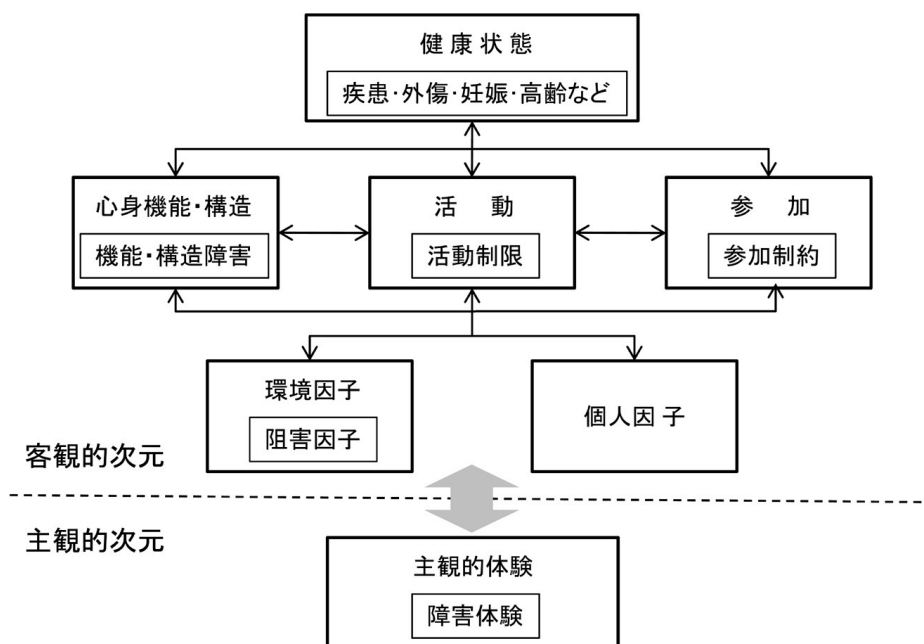 健康状態
疾患・外傷・妊娠・高齢など
心身機能・構造
機能・構造障害
活 動
活動制限
参 加
参加制約
環境因子
阻害因子
個人因子
客観的次元
主観的次元
主観的体験
障害体験